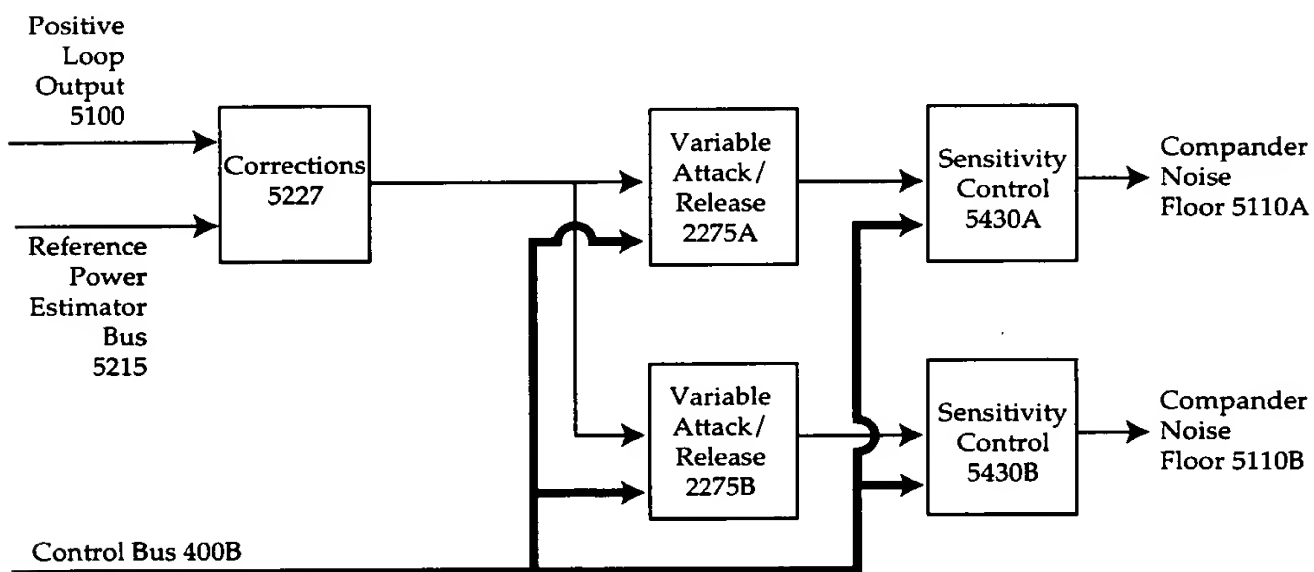 Positive
Loop
Output
5100
Corrections
5227
Reference
Power
Estimator
Bus
5215
Variable
Attack/
Release
2275A
Sensitivity
Control
5430A
Compander
Noise
Floor 5110A
Variable
Attack/
Release
2275B
Sensitivity
Control
5430B
Compander
Noise
Floor 5110B
Control Bus 400B